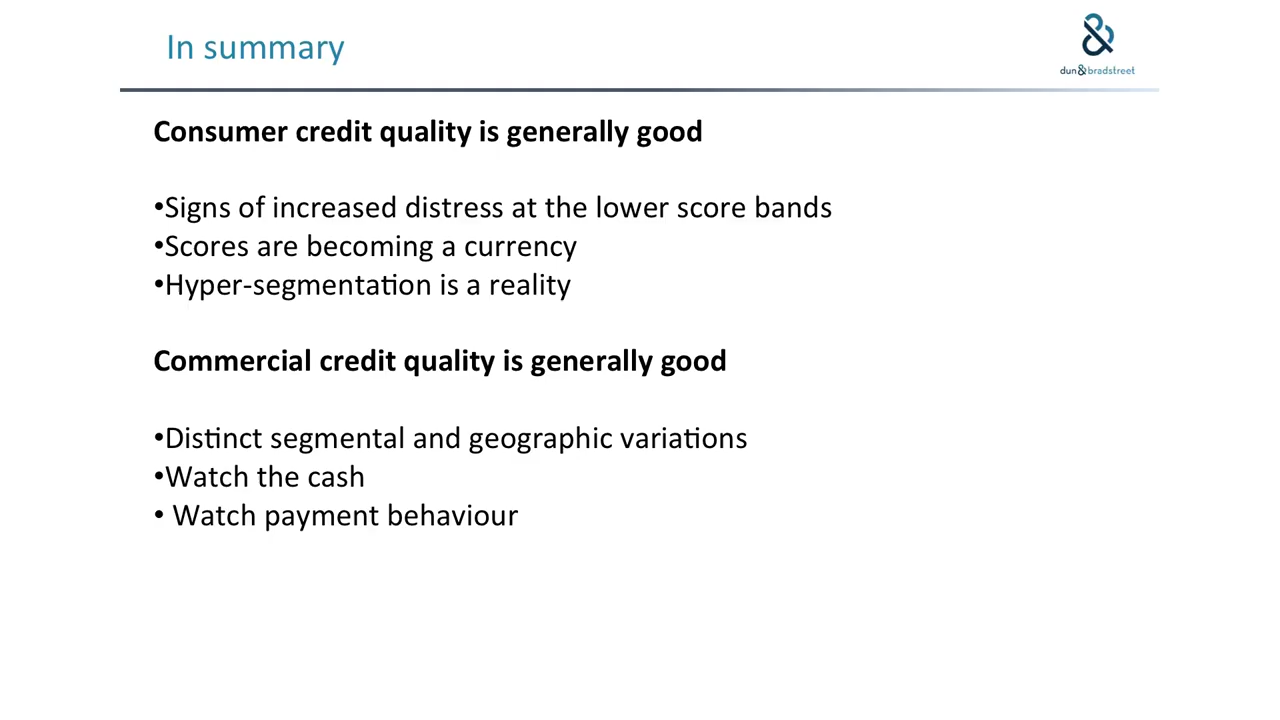 In summary
&
dun&bradstreet
Consumer credit quality is generally good
•Signs of increased distress at the lower score bands
•Scores are becoming a currency
•Hyper-segmentation is a reality
Commercial credit quality is generally good
•Distinct segmental and geographic variations
•Watch the cash
• Watch payment behaviour